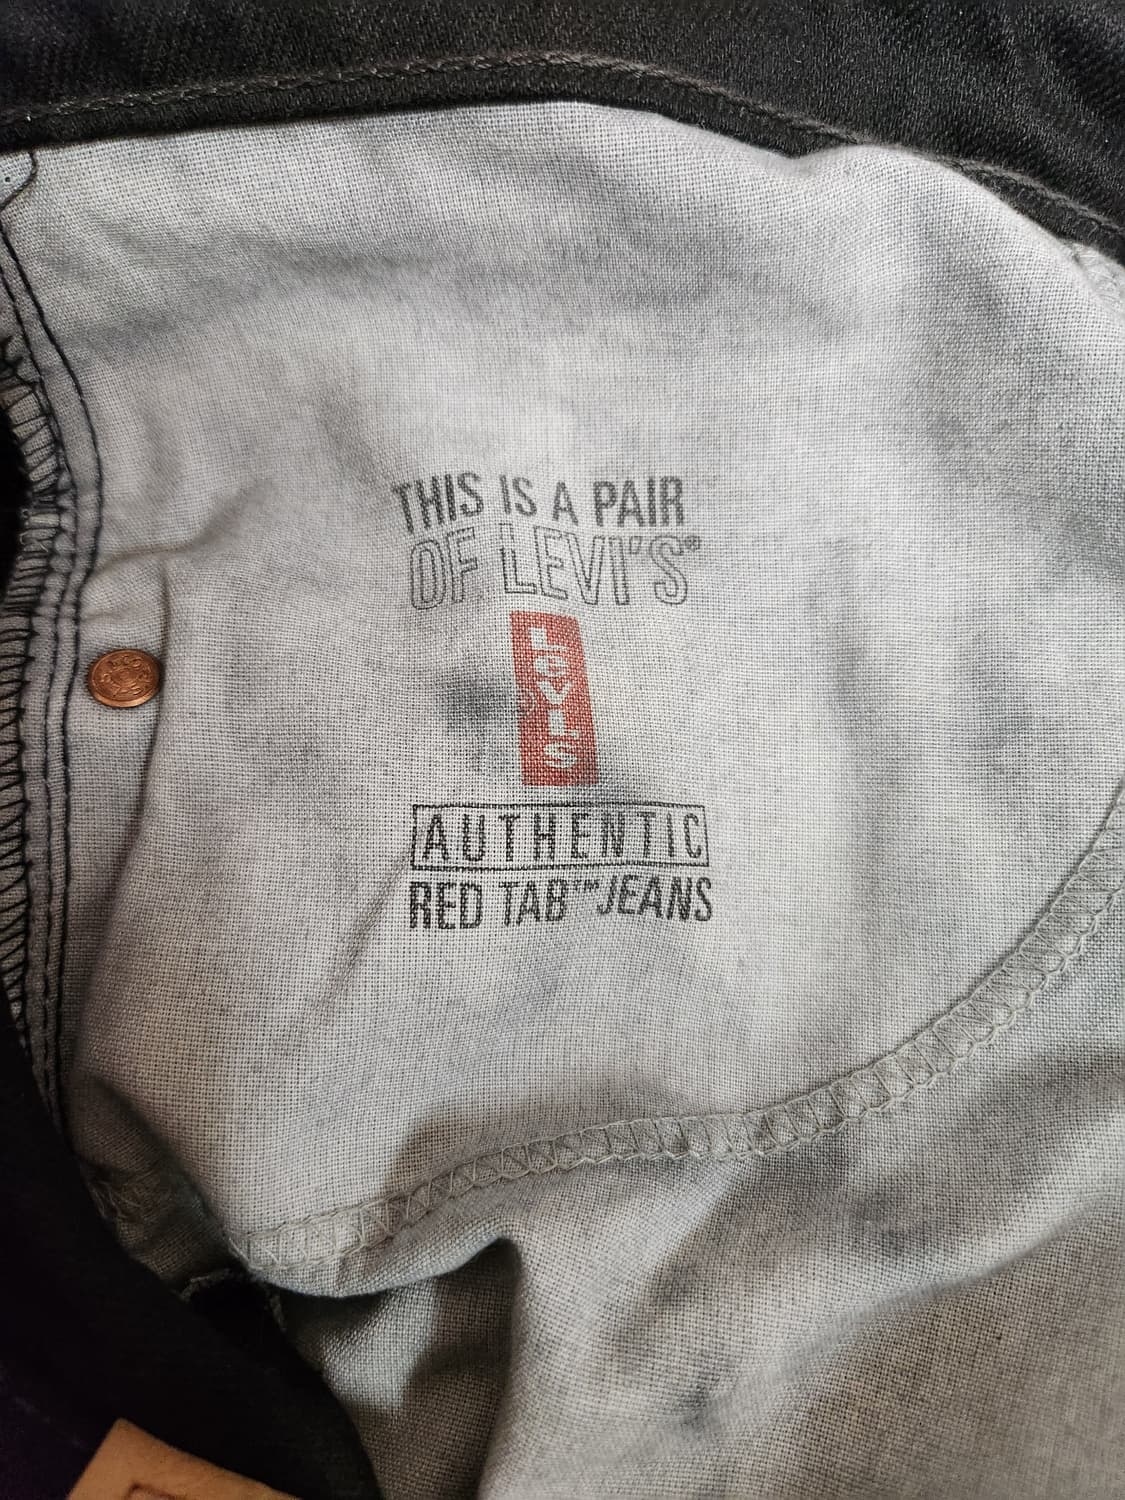 THIS IS A PAIR
OF LEVI'S®
LEVI'S
AUTHENTIC
RED TAB™ JEANS